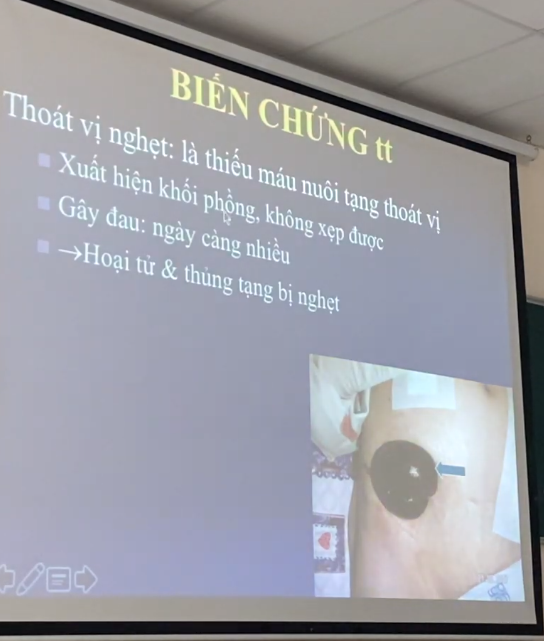 BIẾN CHỨNG tt
Thoát vị nghẹt: là thiếu máu nuôi tạng thoát vị
Xuất hiện khối phồng, không xẹp được
Gây đau: ngày càng nhiều
→Hoại tử & thủng tạng bị nghẹt